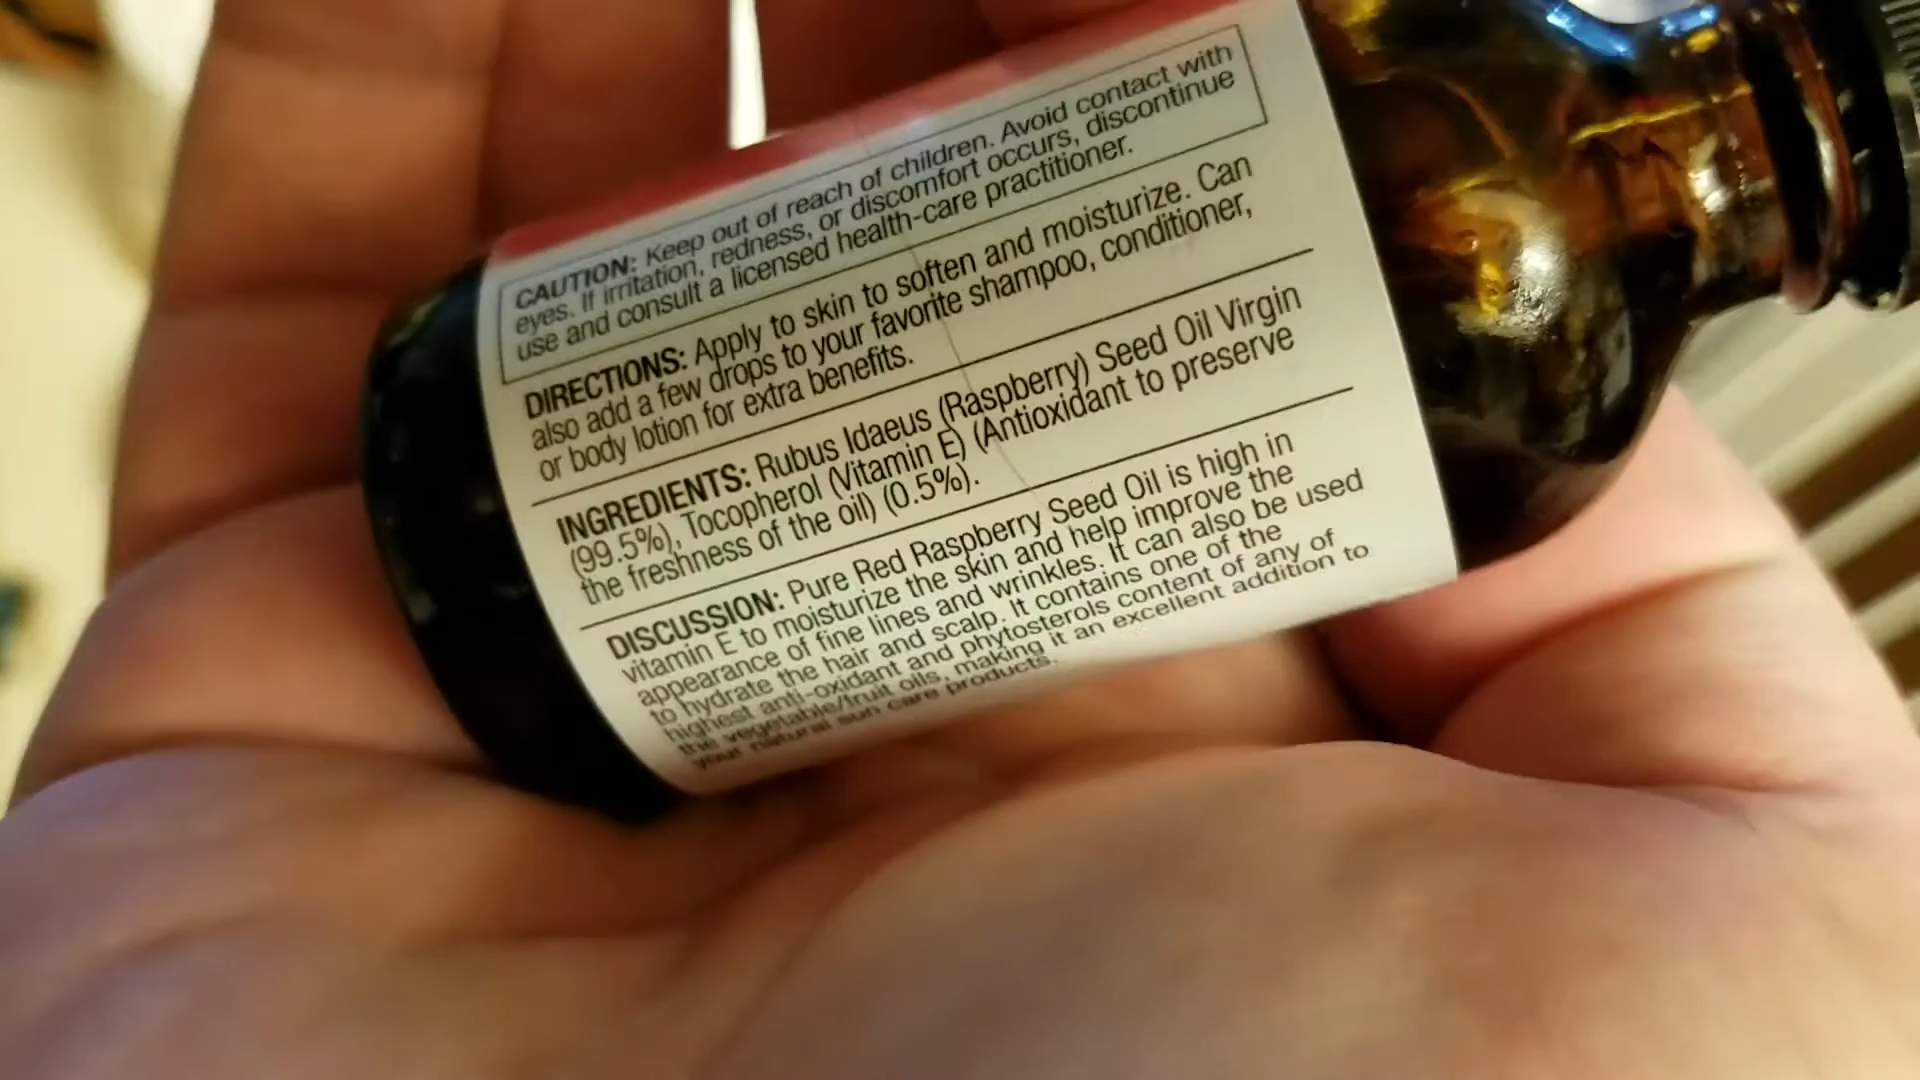 CAUTION: Keep out of reach of children. Avoid contact with
eyes. If irritation, redness, or discomfort occurs, discontinue
use and consult a licensed health-care practitioner.
DIRECTIONS: Apply to skin to soften and moisturize. Can
also add a few drops to your favorite shampoo, conditioner,
or body lotion for extra benefits.
INGREDIENTS: Rubus Idaeus (Raspberry) Seed Oil Virgin
(99.5%), Tocopherol (Vitamin E) (Antioxidant to preserve
the freshness of the oil) (0.5%).
DISCUSSION: Pure Red Raspberry Seed Oil is high in
vitamin E to moisturize the skin and help improve the
appearance of fine lines and wrinkles. It can also be used
to hydrate the hair and scalp. It contains one of the
highest anti-oxidant and phytosterols content of any of
the vegetable/fruit oils, making it an excellent addition to
your natural sun care products.